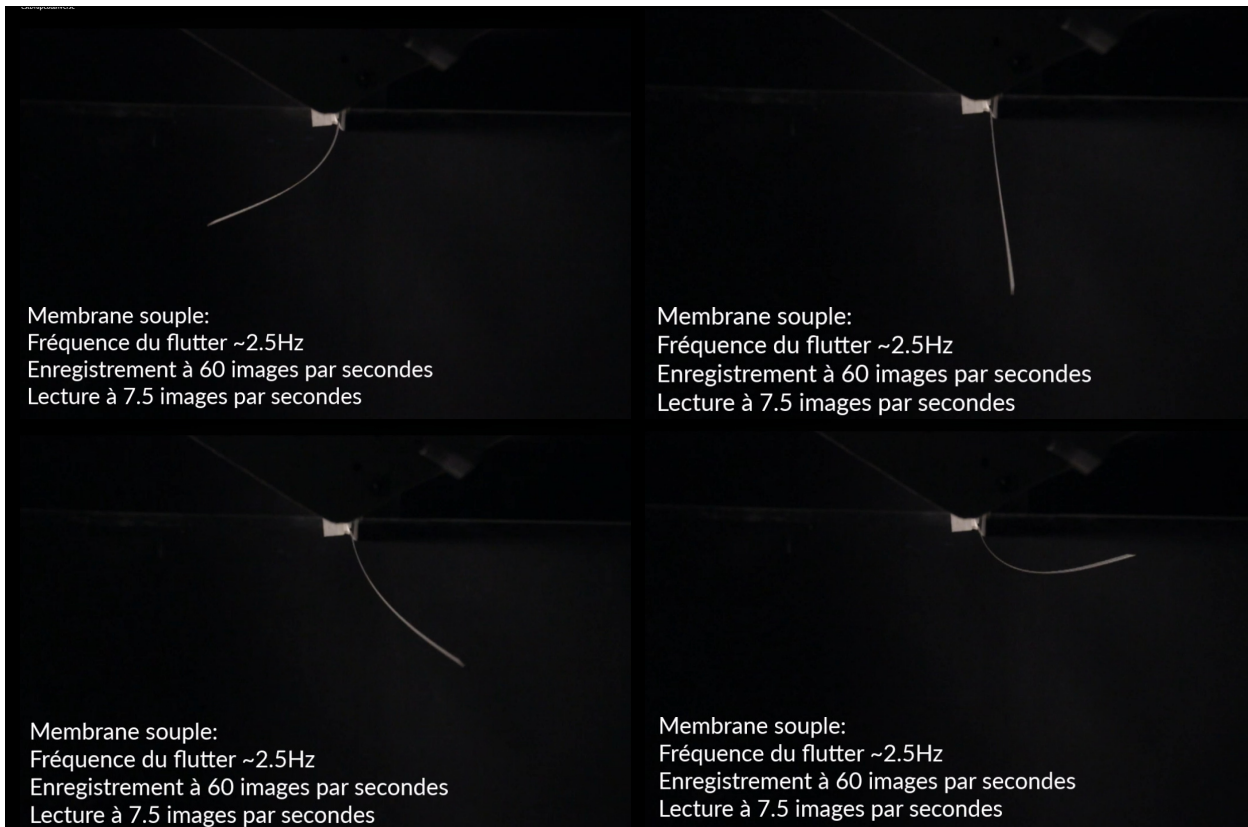 Membrane souple:
Fréquence du flutter ~2.5Hz
Enregistrement à 60 images par secondes
Lecture à 7.5 images par secondes
Membrane souple:
Fréquence du flutter ~2.5Hz
Enregistrement à 60 images par secondes
Lecture à 7.5 images par secondes
Membrane souple:
Fréquence du flutter ~2.5Hz
Enregistrement à 60 images par secondes
Lecture à 7.5 images par secondes
Membrane souple:
Fréquence du flutter ~2.5Hz
Enregistrement à 60 images par secondes
Lecture à 7.5 images par secondes